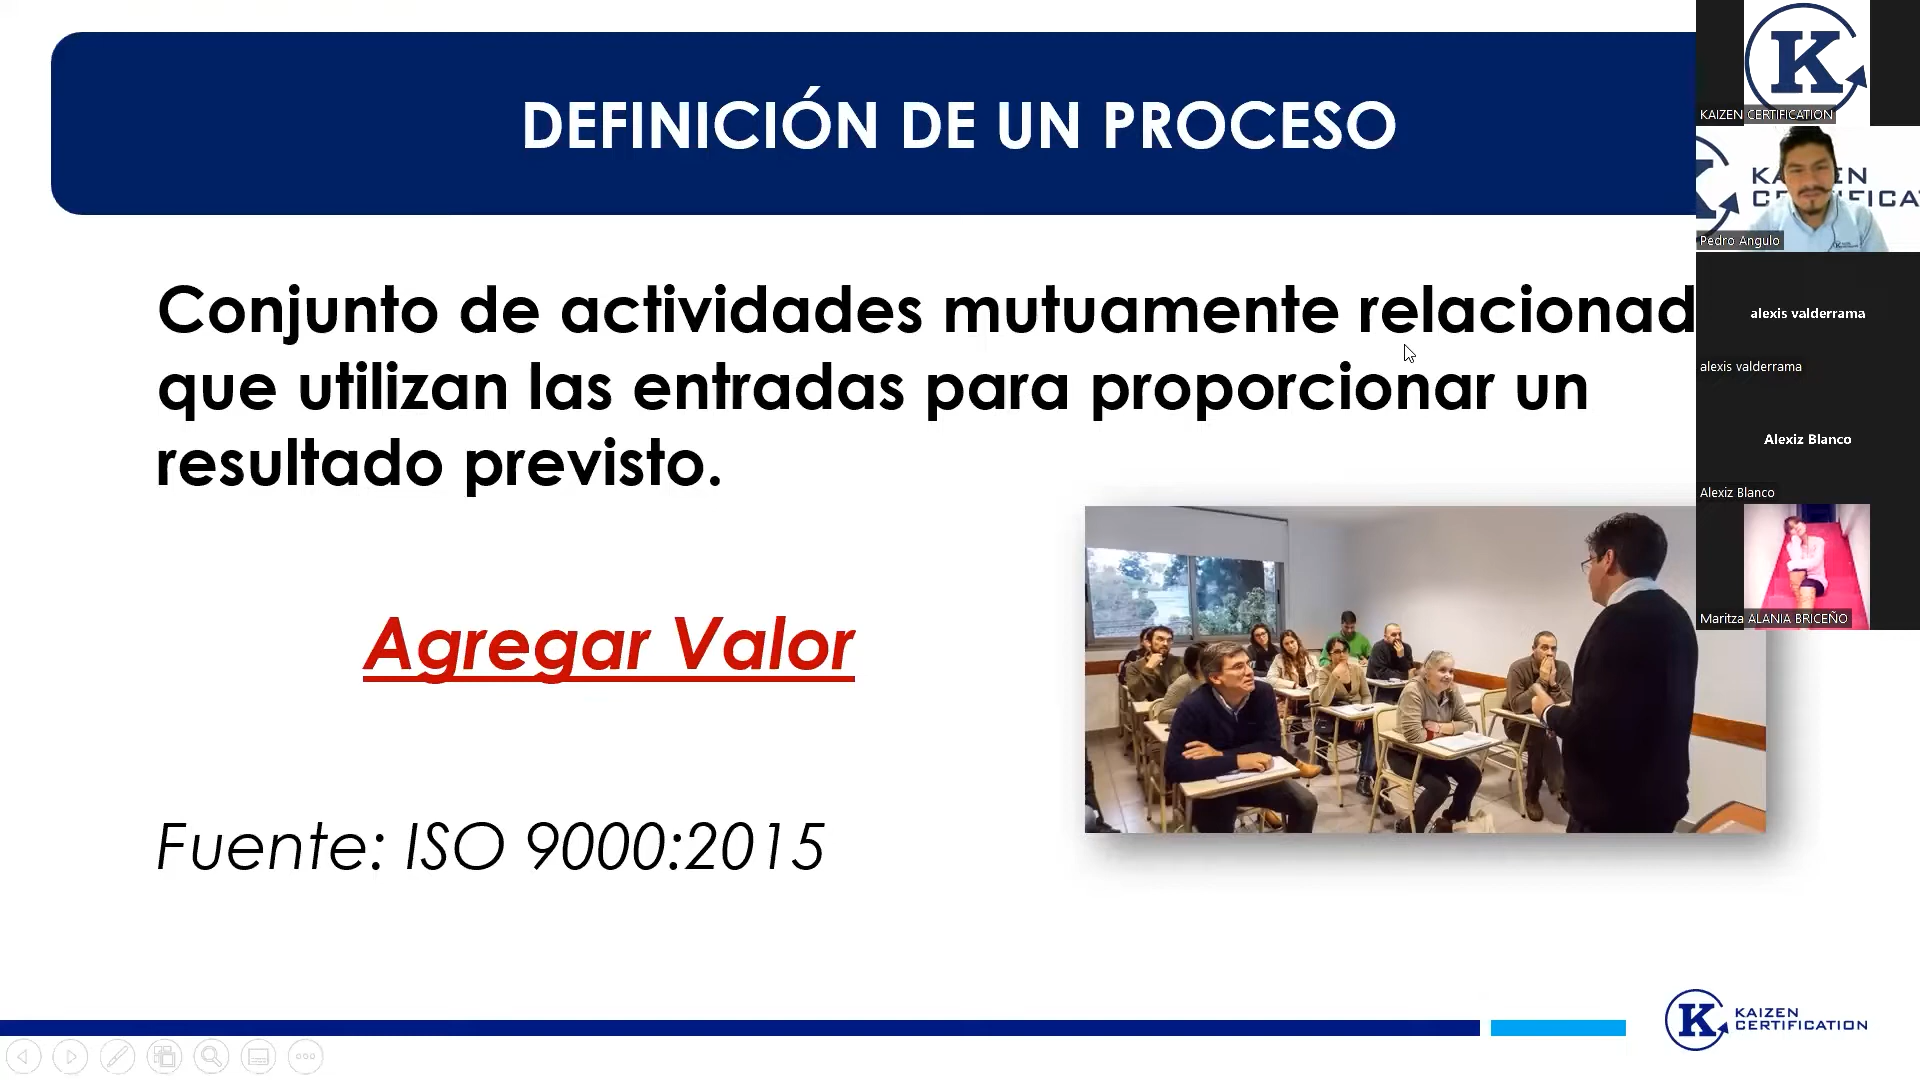 DEFINICIÓN DE UN PROCESO
Conjunto de actividades mutuamente relacionad
que utilizan las entradas para proporcionar un
resultado previsto.
Agregar Valor
Fuente: ISO 9000:2015
K
KAIZEN
CERTIFICATION
K
KAIZEN CERTIFICATION
Pedro Angulo
alexis valderrama
alexis valderrama
Alexiz Blanco
Alexiz Blanco
Maritza ALANIA BRICEÑO